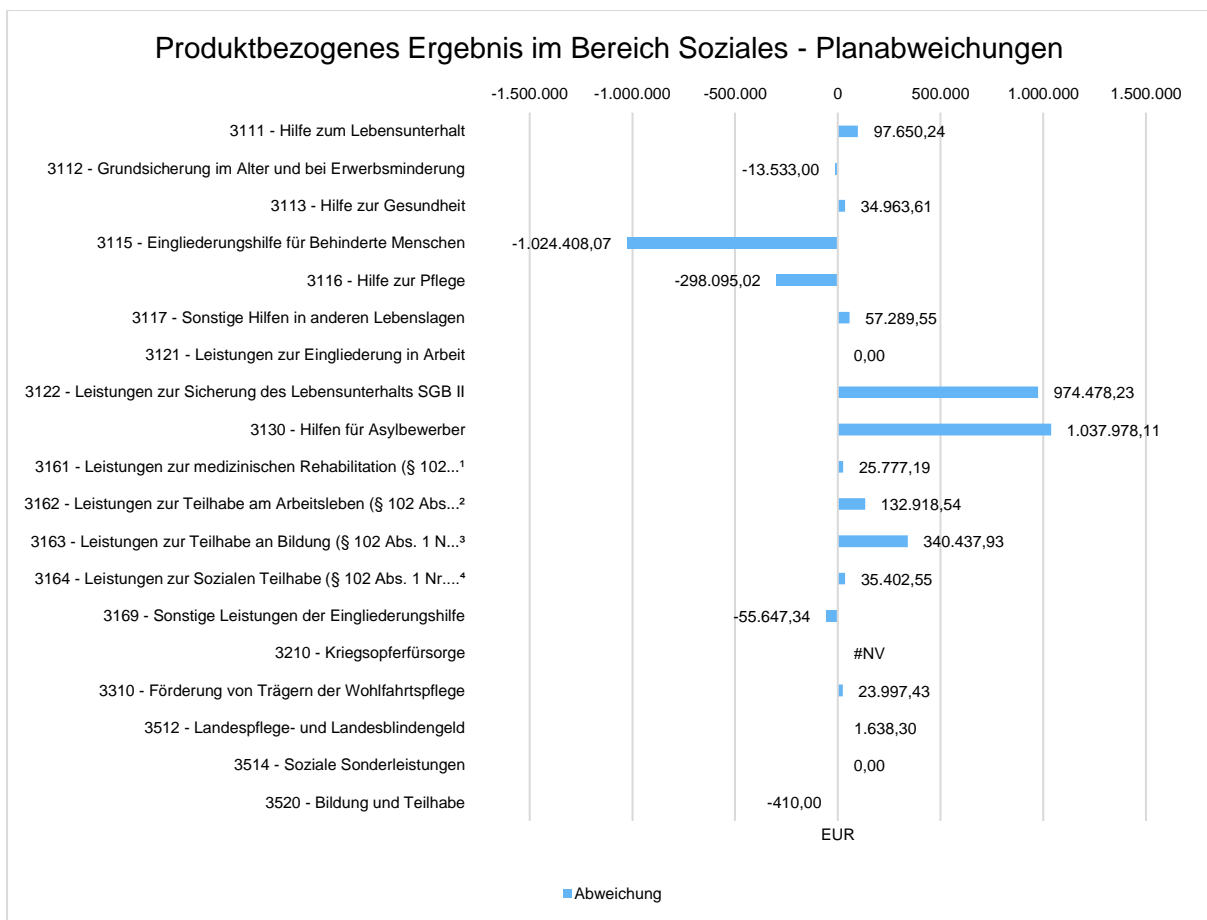 Produktbezogenes Ergebnis im Bereich Soziales - Planabweichungen
-1.500.000 -1.000.000 -500.000 0 500.000 1.000.000 1.500.000
3111 - Hilfe zum Lebensunterhalt 97.650,24
3112 - Grundsicherung im Alter und bei Erwerbsminderung -13.533,00
3113 - Hilfe zur Gesundheit 34.963,61
3115 - Eingliederungshilfe für Behinderte Menschen -1.024.408,07
3116 - Hilfe zur Pflege -298.095,02
3117 - Sonstige Hilfen in anderen Lebenslagen 57.289,55
3121 - Leistungen zur Eingliederung in Arbeit 0,00
3122 - Leistungen zur Sicherung des Lebensunterhalts SGB II 974.478,23
3130 - Hilfen für Asylbewerber 1.037.978,11
3161 - Leistungen zur medizinischen Rehabilitation (§ 102...¹ 25.777,19
3162 - Leistungen zur Teilhabe am Arbeitsleben (§ 102 Abs...² 132.918,54
3163 - Leistungen zur Teilhabe an Bildung (§ 102 Abs. 1 N...³ 340.437,93
3164 - Leistungen zur Sozialen Teilhabe (§ 102 Abs. 1 Nr....⁴ 35.402,55
3169 - Sonstige Leistungen der Eingliederungshilfe -55.647,34
3210 - Kriegsopferfürsorge #NV
3310 - Förderung von Trägern der Wohlfahrtspflege 23.997,43
3512 - Landespflege- und Landesblindengeld 1.638,30
3514 - Soziale Sonderleistungen 0,00
3520 - Bildung und Teilhabe -410,00
EUR
Abweichung